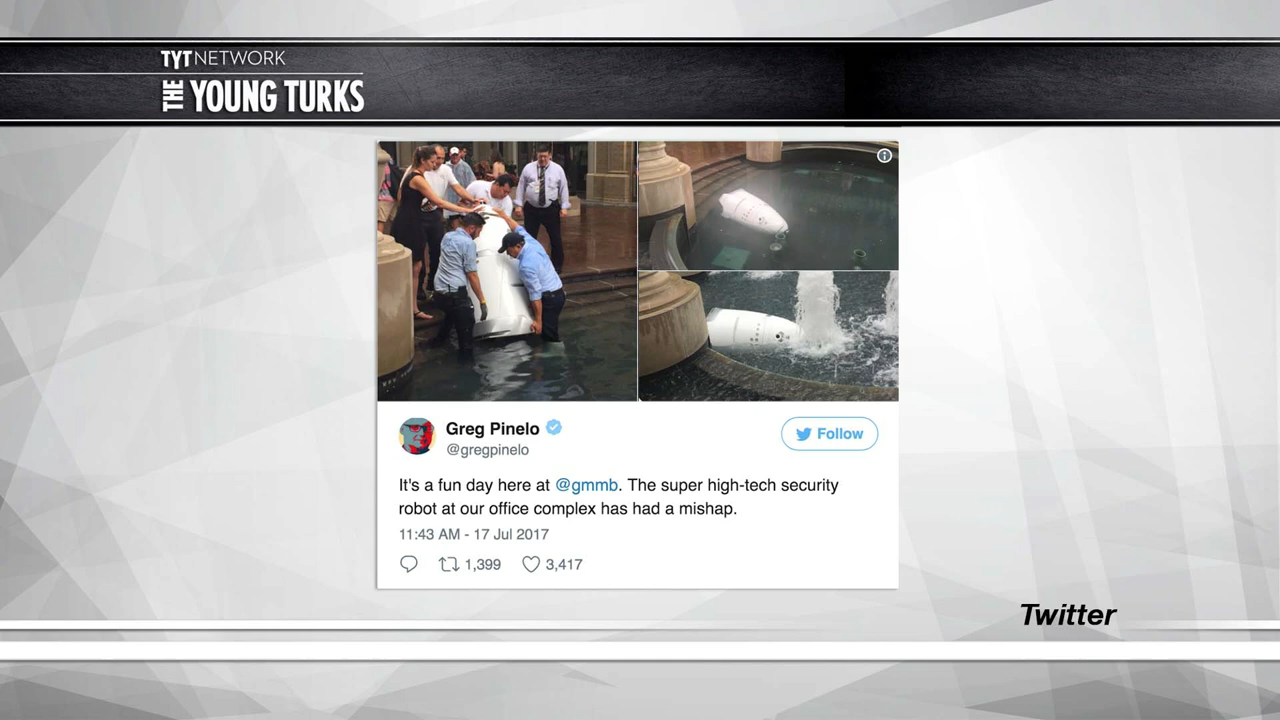 TYT NETWORK
THE YOUNG TURKS
Greg Pinelo
@gregpinelo
Follow
It's a fun day here at @gmmb. The super high-tech security
robot at our office complex has had a mishap.
11:43 AM - 17 Jul 2017
1,399 3,417
Twitter